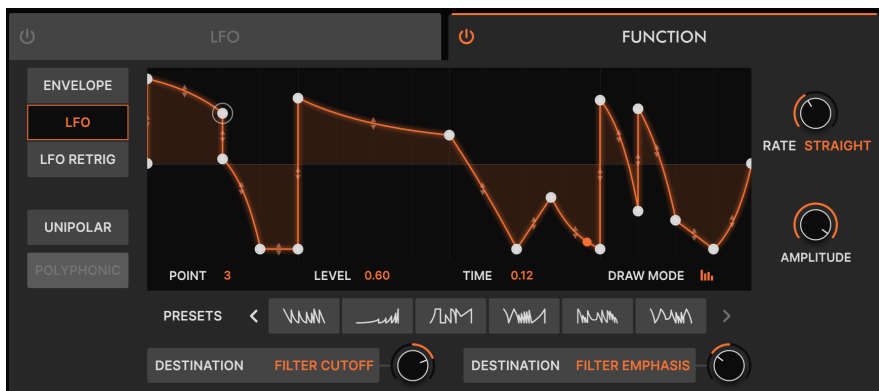 LFO
FUNCTION
ENVELOPE
LFO
LFO RETRIG
UNIPOLAR
POLYPHONIC
RATE STRAIGHT
AMPLITUDE
POINT 3 LEVEL 0.60 TIME 0.12 DRAW MODE
PRESETS
DESTINATION FILTER CUTOFF
DESTINATION FILTER EMPHASIS